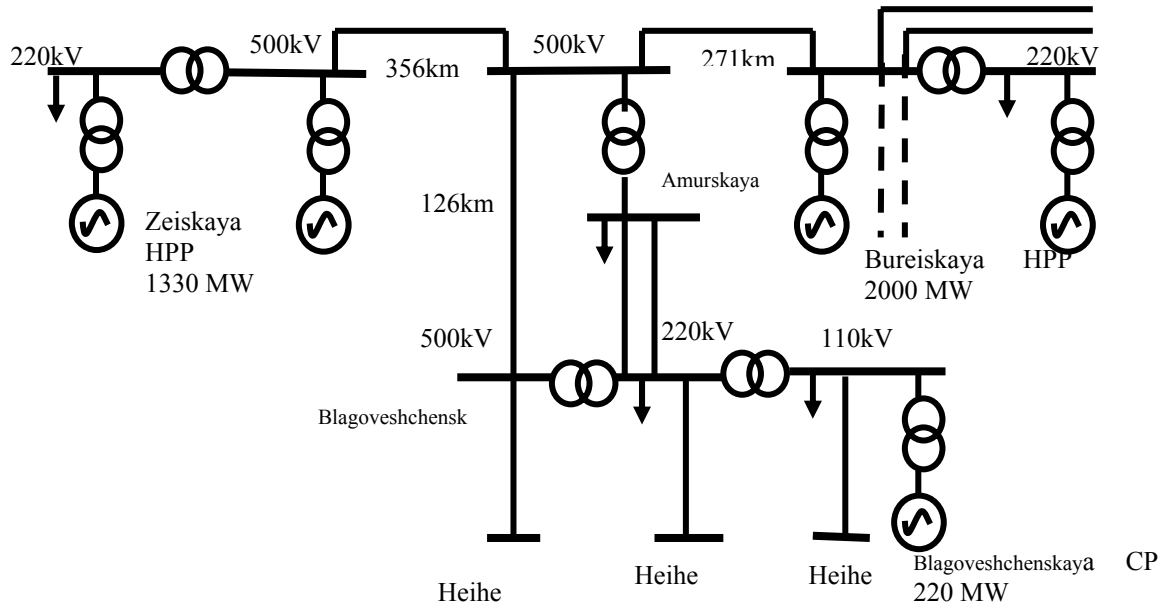 220kV
500kV
356km
500kV
271km
220kV
Amurskaya
126km
Zeiskaya
HPP
1330 MW
Bureiskaya HPP
2000 MW
500kV
220kV
110kV
Blagoveshchensk
Heihe
Heihe
Heihe
Blagoveshchenskaya CP
220 MW